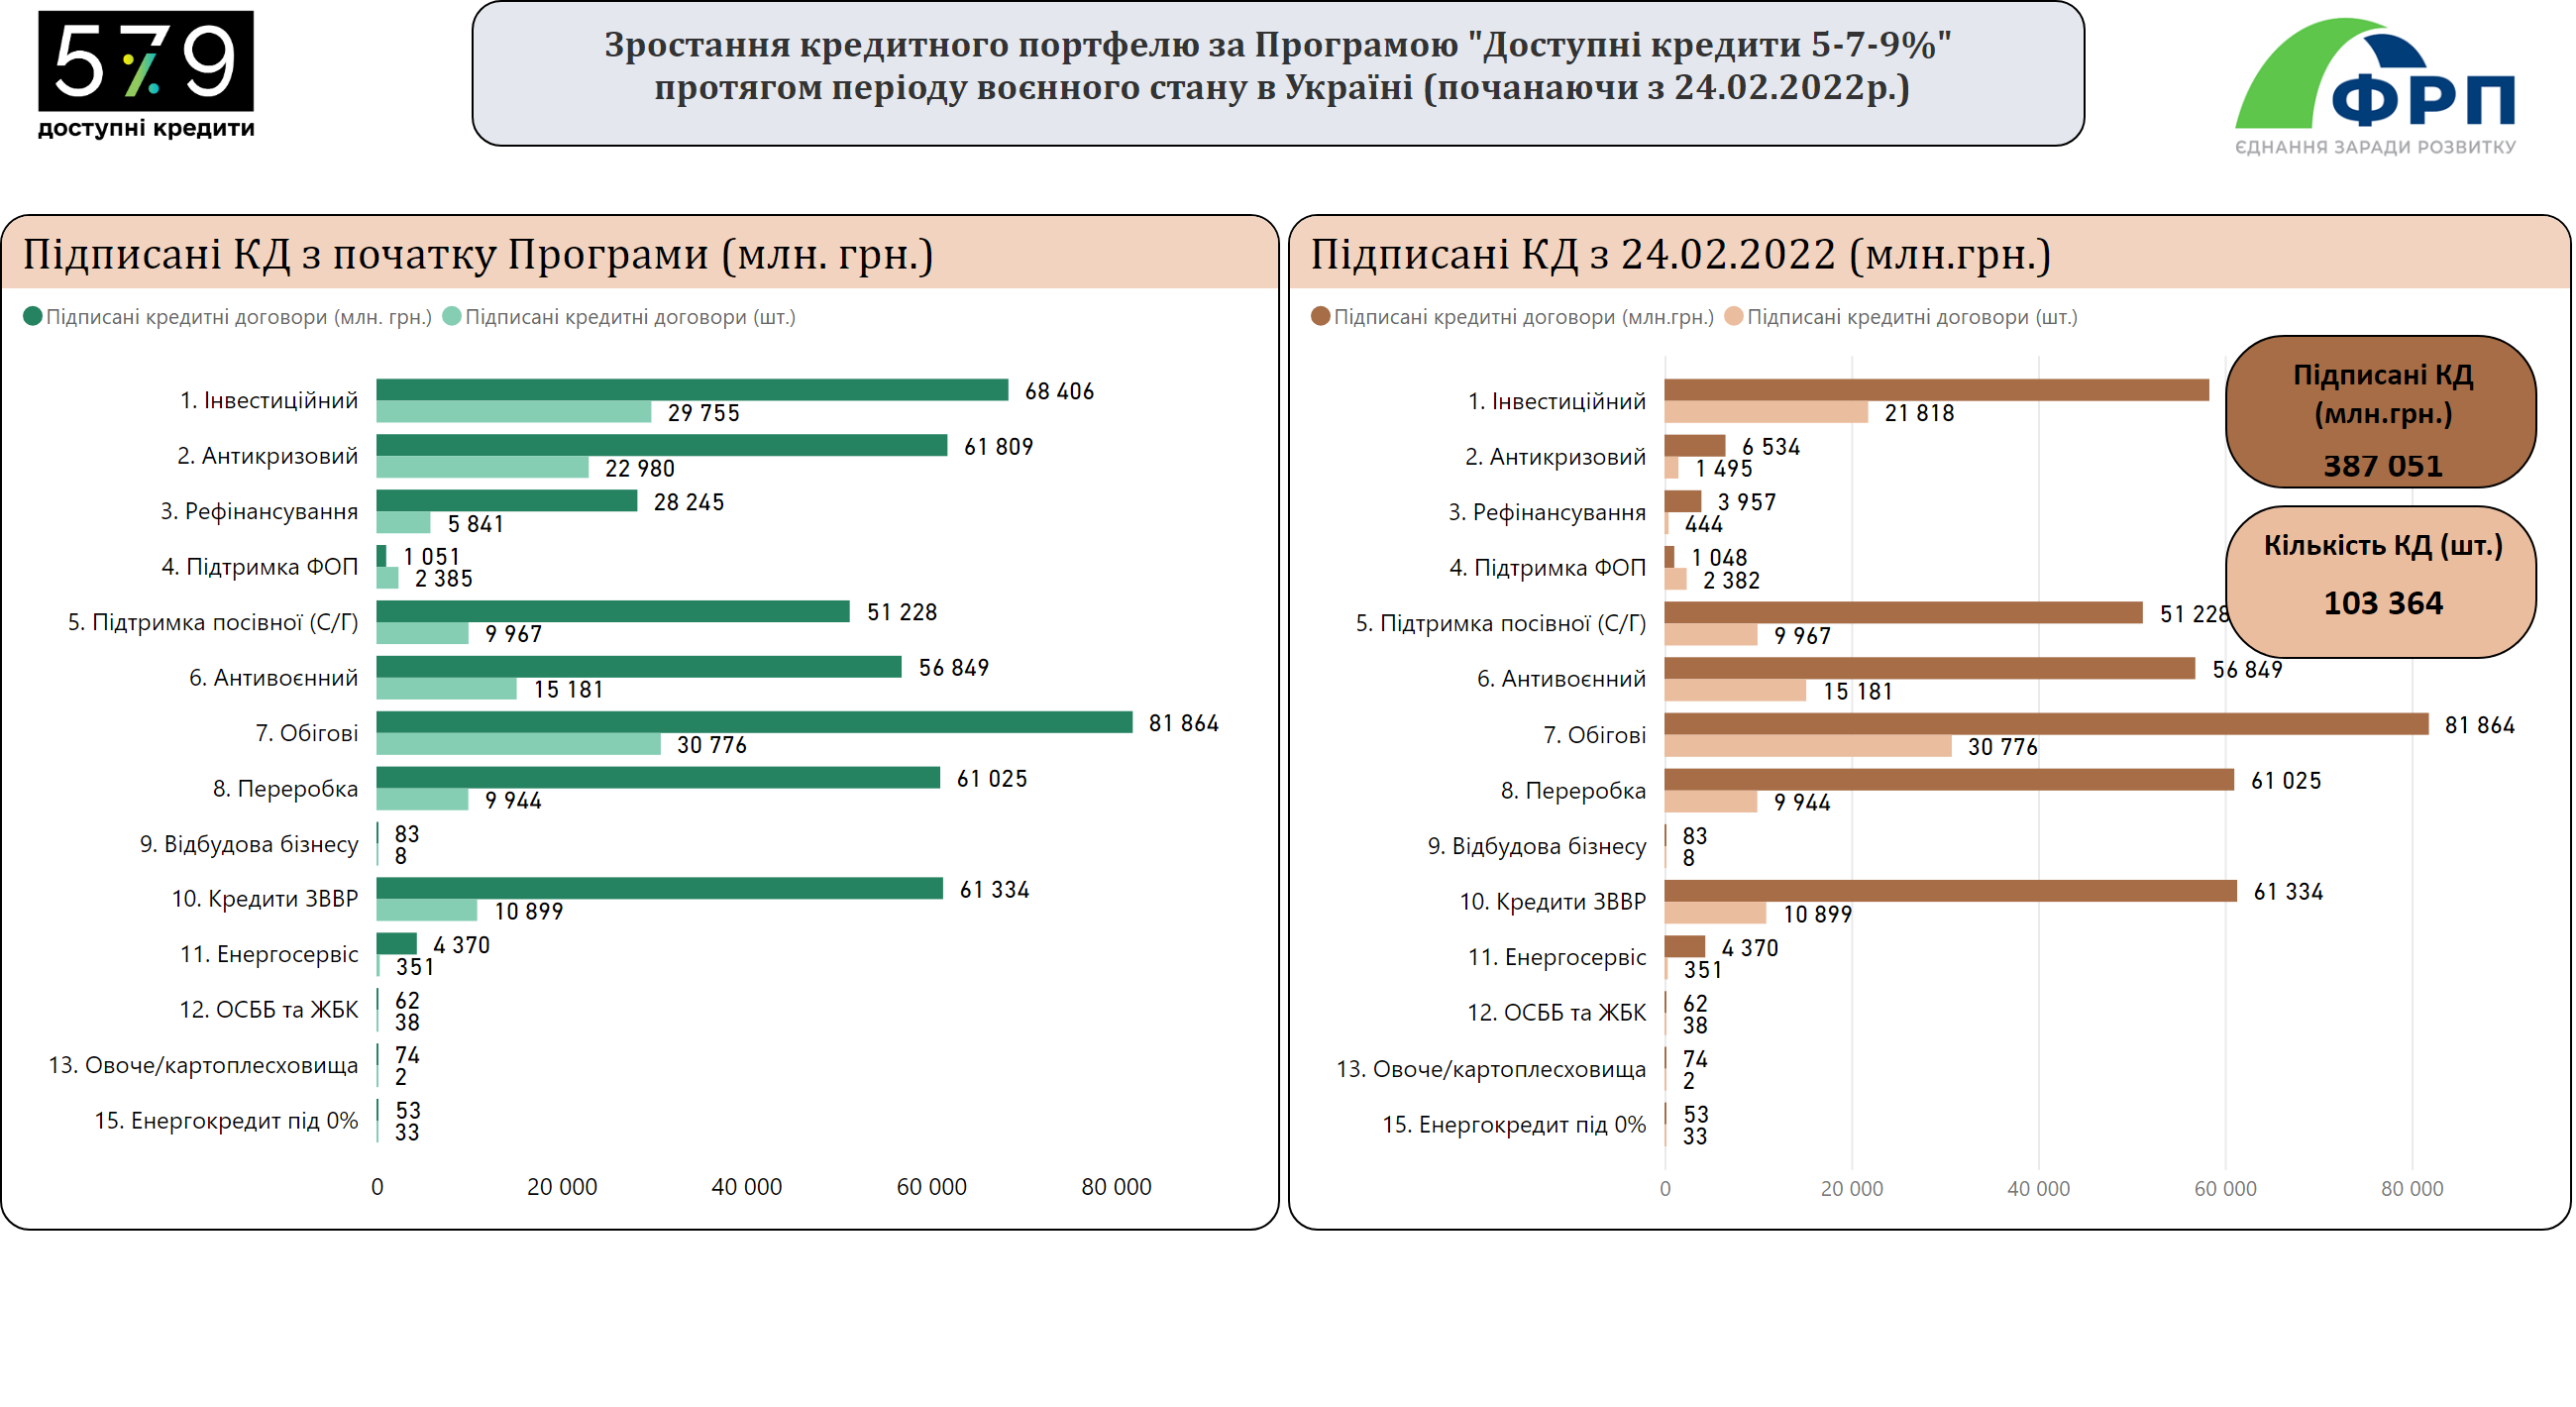 579
доступні кредити
Зростання кредитного портфелю за Програмою "Доступні кредити 5-7-9%"
протягом періоду воєнного стану в Україні (починаючи з 24.02.2022р.)
ФРП
ЄДНАННЯ ЗАРАДИ РОЗВИТКУ
Підписані КД з початку Програми (млн. грн.)
Підписані кредитні договори (млн. грн.) Підписані кредитні договори (шт.)
1. Інвестиційний 68 406
29 755
2. Антикризовий 61 809
22 980
3. Рефінансування 28 245
5 841
4. Підтримка ФОП 1 051
2 385
5. Підтримка посівної (С/Г) 51 228
9 967
6. Антивоєнний 56 849
15 181
7. Обігові 81 864
30 776
8. Переробка 61 025
9 944
9. Відбудова бізнесу 83
8
10. Кредити ЗВВР 61 334
10 899
11. Енергосервіс 4 370
351
12. ОСББ та ЖБК 62
38
13. Овоче/картоплесховища 74
2
15. Енергокредит під 0% 53
33
0 20 000 40 000 60 000 80 000
Підписані КД з 24.02.2022 (млн.грн.)
Підписані кредитні договори (млн.грн.) Підписані кредитні договори (шт.)
Підписані КД
(млн.грн.)
387 051
Кількість КД (шт.)
103 364
1. Інвестиційний
21 818
2. Антикризовий 6 534
1 495
3. Рефінансування 3 957
444
4. Підтримка ФОП 1 048
2 382
5. Підтримка посівної (С/Г) 51 228
9 967
6. Антивоєнний 56 849
15 181
7. Обігові 81 864
30 776
8. Переробка 61 025
9 944
9. Відбудова бізнесу 83
8
10. Кредити ЗВВР 61 334
10 899
11. Енергосервіс 4 370
351
12. ОСББ та ЖБК 62
38
13. Овоче/картоплесховища 74
2
15. Енергокредит під 0% 53
33
0 20 000 40 000 60 000 80 000